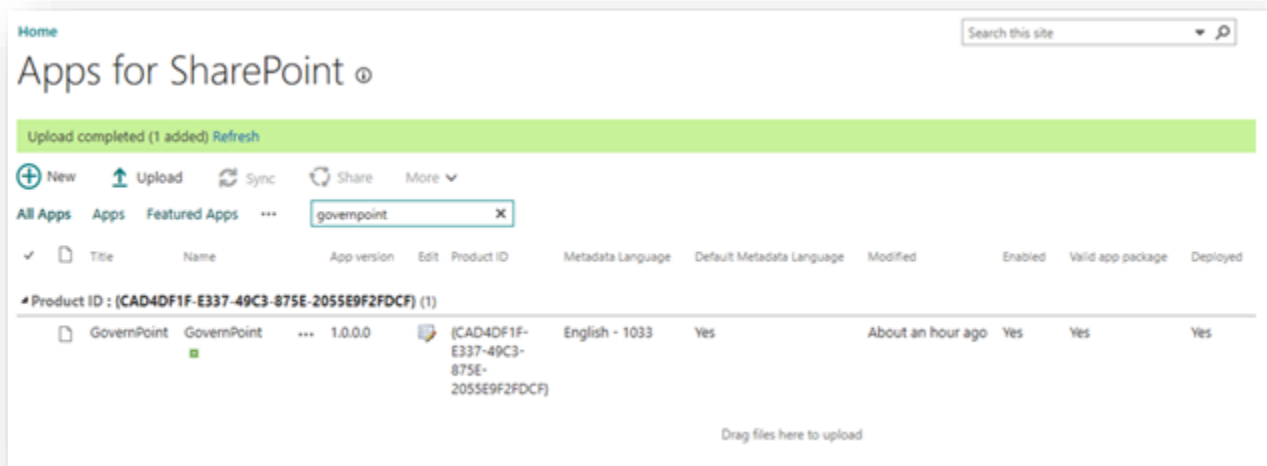 Home
Search this site
Apps for SharePoint
Upload completed (1 added) Refresh
New Upload Sync Share More
All Apps Apps Featured Apps ... governpoint
Title Name App version Edit Product ID Metadata Language Default Metadata Language Modified Enabled Valid app package Deployed
Product ID : {CAD4DF1F-E337-49C3-875E-2055E9F2FDCF} (1)
GovernPoint GovernPoint ... 1.0.0.0 {CAD4DF1F- English - 1033 Yes About an hour ago Yes Yes Yes
E337-49C3-
875E-
2055E9F2FDCF}
Drag files here to upload